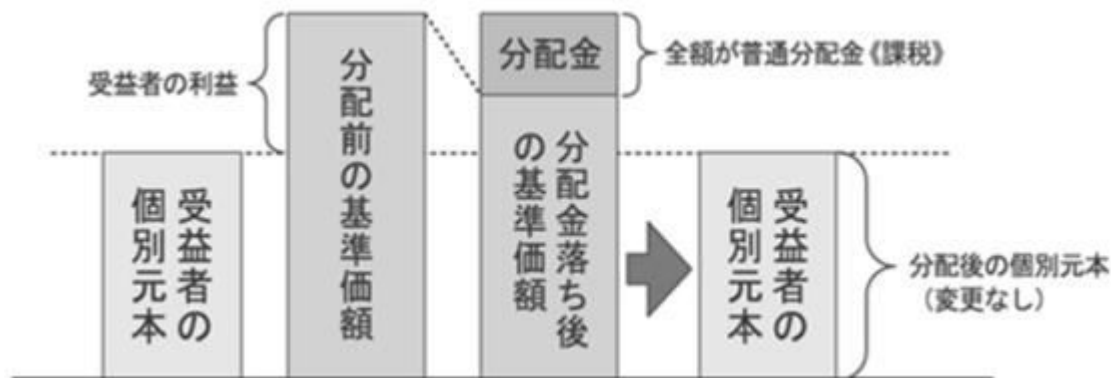 受益者の利益
受益者の
個別元本
分配前の基準価額
分配金
全額が普通分配金《課税》
分配金落ち後
の基準価額
受益者の
個別元本
分配後の個別元本
（変更なし）